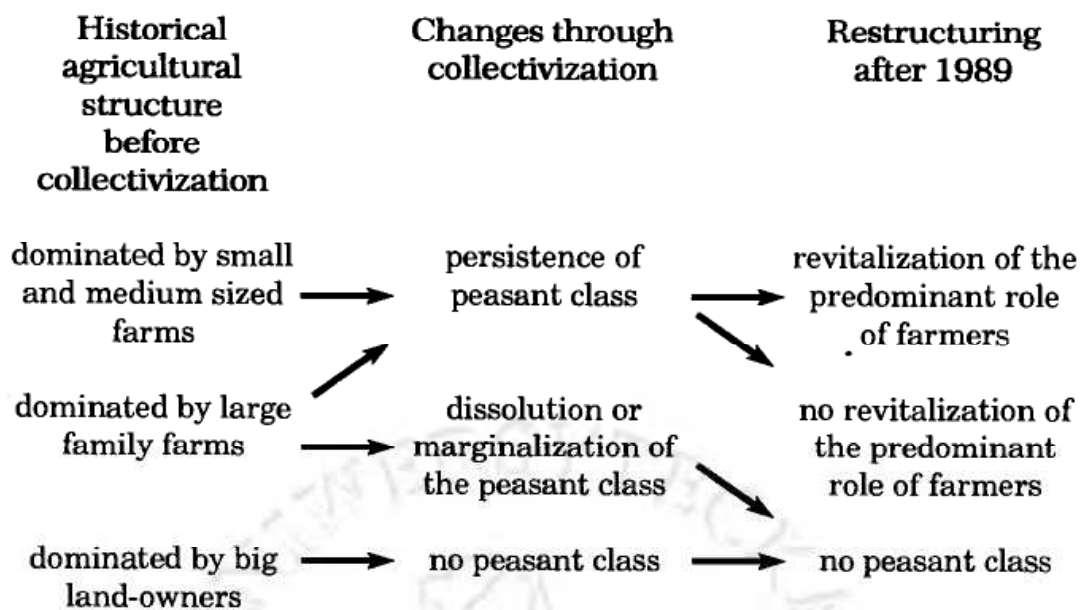 Historical
agricultural
structure
before
collectivization
Changes through
collectivization
Restructuring
after 1989
dominated by small
and medium sized
farms
persistence of
peasant class
revitalization of the
predominant role
of farmers
dominated by large
family farms
dissolution or
marginalization of
the peasant class
no revitalization of
the predominant
role of farmers
dominated by big
land-owners
no peasant class
no peasant class